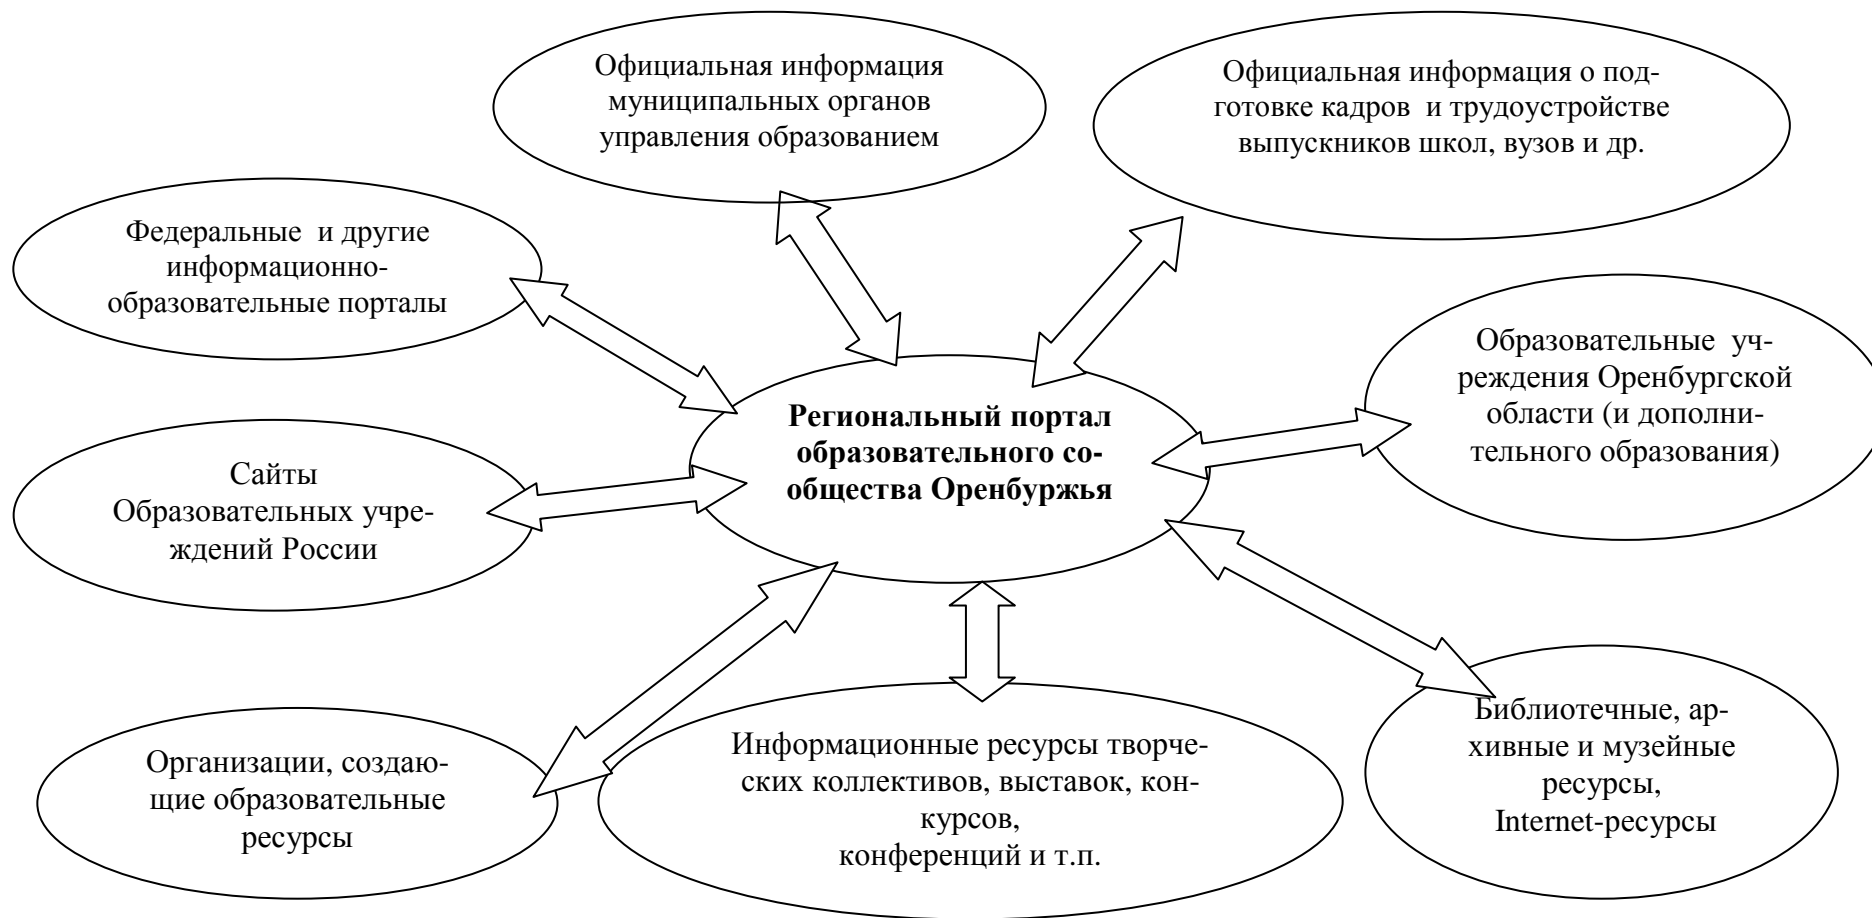 Официальная информация
муниципальных органов
управления образованием
Официальная информация о под-
готовке кадров и трудоустройстве
выпускников школ, вузов и др.
Федеральные и другие
информационно-
образовательные порталы
Образовательные уч-
реждения Оренбургской
области (и дополни-
тельного образования)
Региональный портал
образовательного со-
общества Оренбуржья
Сайты
Образовательных учре-
ждений России
Организации, создаю-
щие образовательные
ресурсы
Информационные ресурсы творче-
ских коллективов, выставок, кон-
курсов,
конференций и т.п.
Библиотечные, ар-
хивные и музейные
ресурсы,
Internet-ресурсы